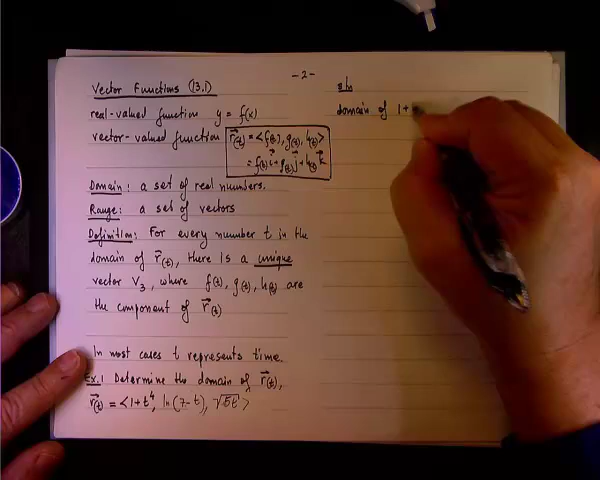 -2-
Vector Functions (13.1)
real-valued function y = f(x)
vector-valued function r⃗(t) = <f(t), g(t), h(t)>
= f(t) i⃗ + g(t) j⃗ + h(t) k⃗
Domain: a set of real numbers.
Range: a set of vectors
Definition: For every number t in the
domain of r⃗(t), there is a unique
vector V₃, where f(t), g(t), h(t) are
the component of r⃗(t)
In most cases t represents time.
Ex.1 Determine the domain of r⃗(t),
r⃗(t) = <1+t⁴, ln(7-t), √5t>
domain of 1+